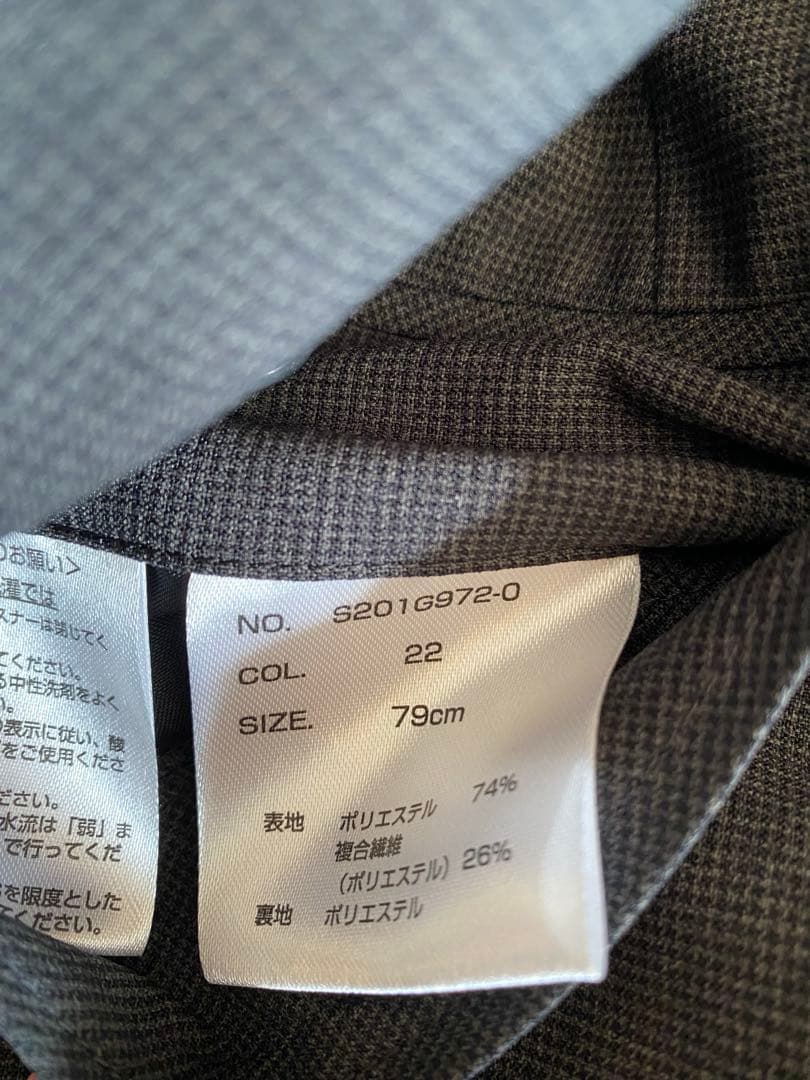 のお願い>
濯では
スナーは閉じてく
てください。
る中性洗剤をよく
い。
の表示に従い、酸
をご使用くださ
ださい。
水流は「弱」ま
で行ってくだ
を限度とした
てください。
NO. S201G972-0
COL. 22
SIZE. 79cm
表地 ポリエステル 74%
複合繊維
(ポリエステル) 26%
裏地 ポリエステル